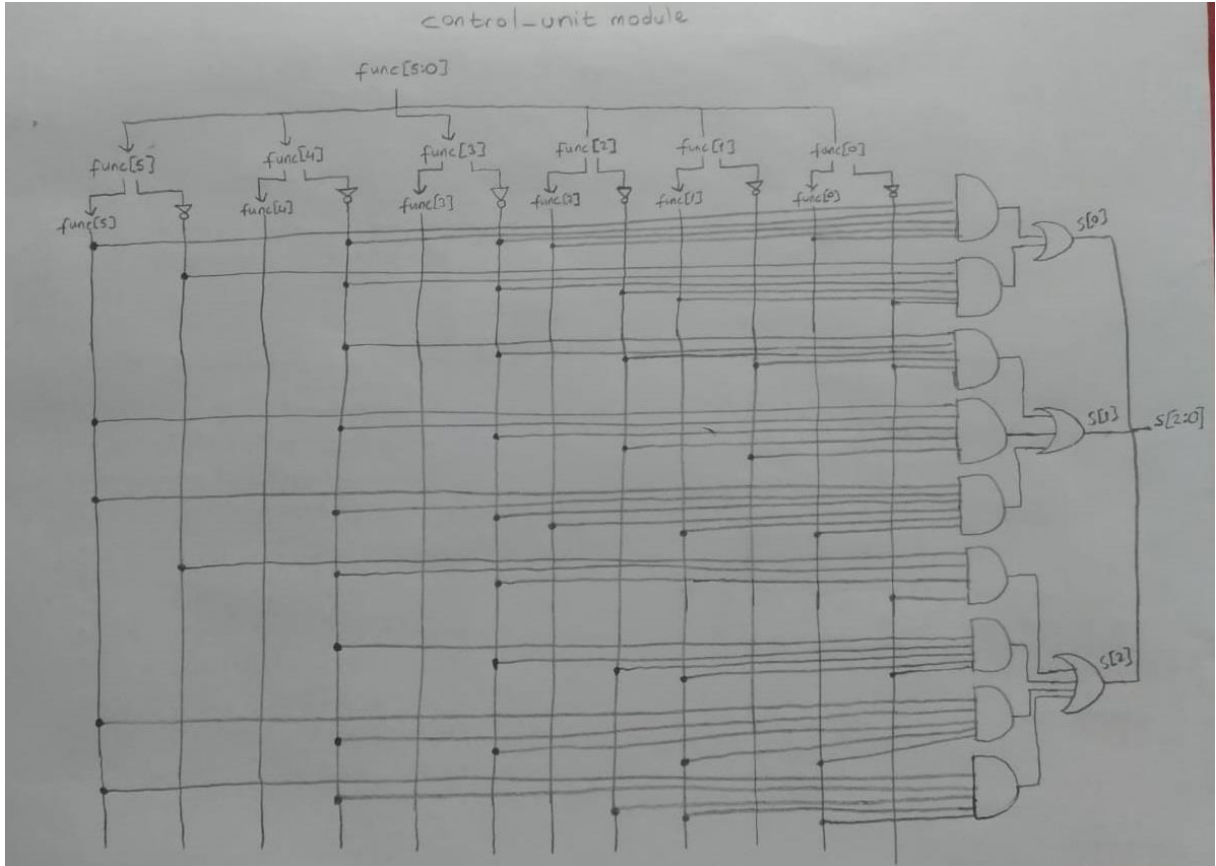 control_unit module
func[5:0]
func[5]
func[4]
func[3]
func[2]
func[1]
func[0]
func[5]
func[4]
func[3]
func[2]
func[1]
func[0]
S[0]
S[1]
S[2:0]
S[2]